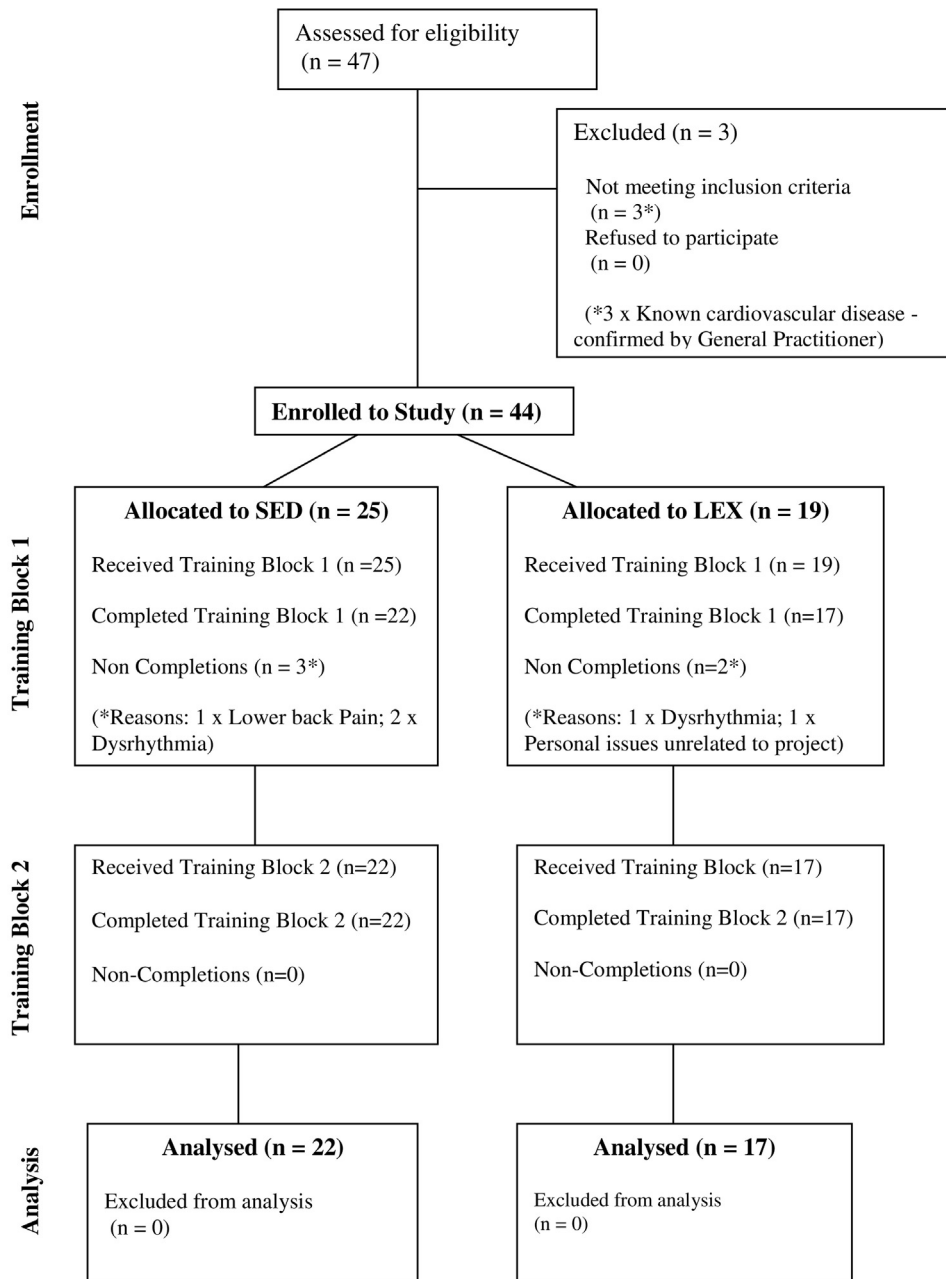 Assessed for eligibility
(n = 47)
Enrollment
Excluded (n = 3)
Not meeting inclusion criteria
(n = 3*)
Refused to participate
(n = 0)
(*3 x Known cardiovascular disease -
confirmed by General Practitioner)
Enrolled to Study (n = 44)
Training Block 1
Allocated to SED (n = 25)
Received Training Block 1 (n =25)
Completed Training Block 1 (n =22)
Non Completions (n = 3*)
(*Reasons: 1 x Lower back Pain; 2 x
Dysrhythmia)
Allocated to LEX (n = 19)
Received Training Block 1 (n = 19)
Completed Training Block 1 (n=17)
Non Completions (n=2*)
(*Reasons: 1 x Dysrhythmia; 1 x
Personal issues unrelated to project)
Training Block 2
Received Training Block 2 (n=22)
Completed Training Block 2 (n=22)
Non-Completions (n=0)
Received Training Block (n=17)
Completed Training Block 2 (n=17)
Non-Completions (n=0)
Analysis
Analysed (n = 22)
Excluded from analysis
(n = 0)
Analysed (n = 17)
Excluded from analysis
(n = 0)